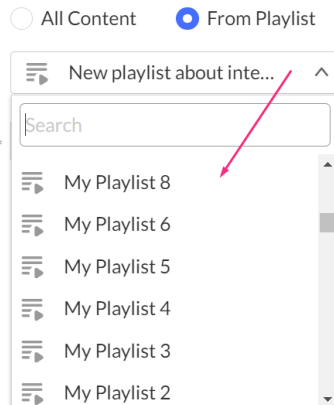 All Content From Playlist
New playlist about inte...
Search
My Playlist 8
My Playlist 6
My Playlist 5
My Playlist 4
My Playlist 3
My Playlist 2